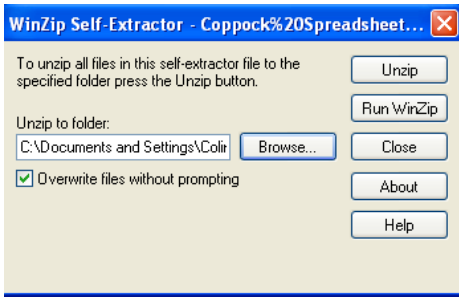 WinZip Self-Extractor - Coppock%20Spreadsheet...
To unzip all files in this self-extractor file to the
specified folder press the Unzip button.
Unzip to folder:
C:\Documents and Settings\Colin
Browse...
Overwrite files without prompting
Unzip
Run WinZip
Close
About
Help